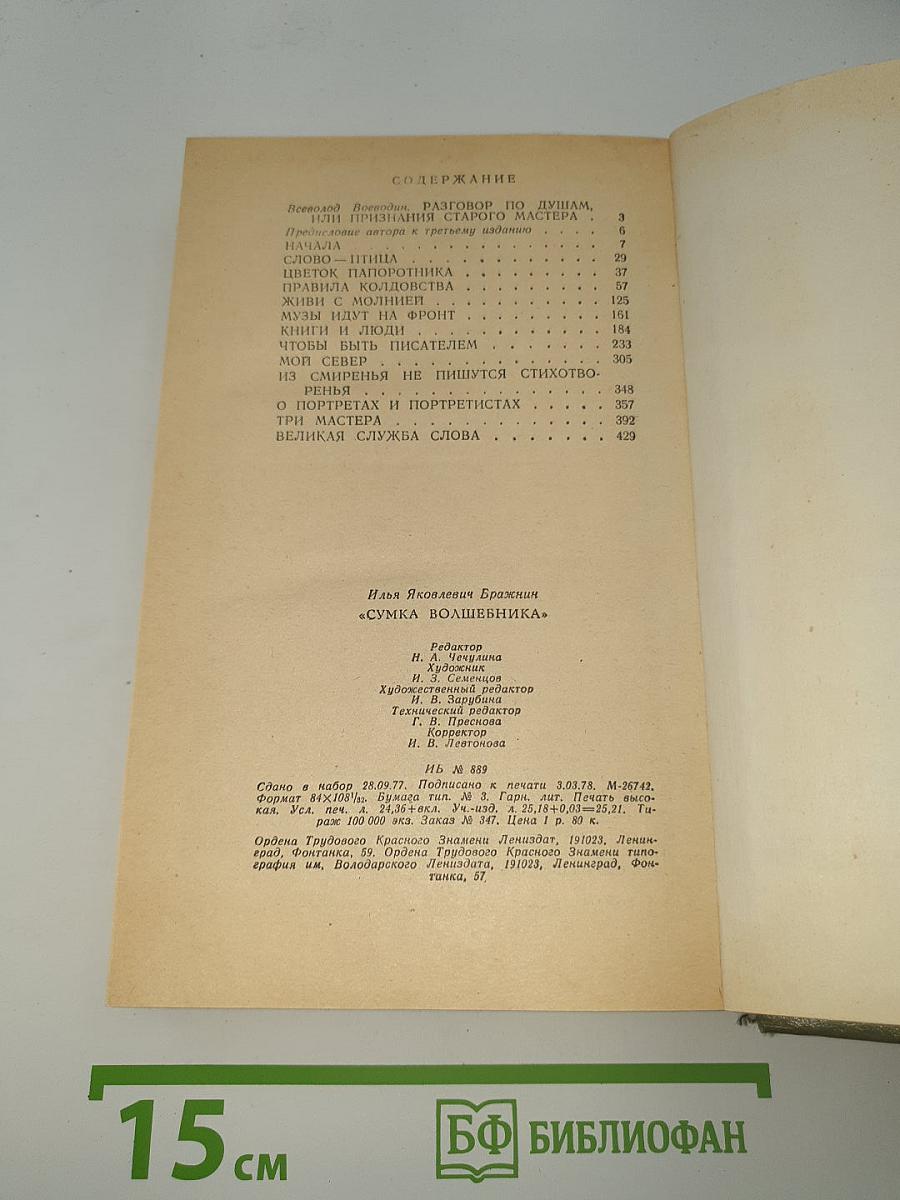 СОДЕРЖАНИЕ
Всеволод Воеводин. РАЗГОВОР ПО ДУШАМ,
ИЛИ ПРИЗНАНИЯ СТАРОГО МАСТЕРА . 3
Предисловие автора к третьему изданию . . . . 6
НАЧАЛА . . . . . . . . . . . . . 7
СЛОВО — ПТИЦА . . . . . . . . . . . 29
ЦВЕТОК ПАПОРОТНИКА . . . . . . . . . 37
ПРАВИЛА КОЛДОВСТВА . . . . . . . . . 57
ЖИВИ С МОЛНИЕЙ . . . . . . . . . . . 125
МУЗЫ ИДУТ НА ФРОНТ . . . . . . . . . 161
КНИГИ И ЛЮДИ . . . . . . . . . . . . 184
ЧТОБЫ БЫТЬ ПИСАТЕЛЕМ . . . . . . . 233
МОЙ СЕВЕР . . . . . . . . . . . . . 305
ИЗ СМИРЕНЬЯ НЕ ПИШУТСЯ СТИХОТВО-
РЕНЬЯ . . . . . . . . . . . . . 348
О ПОРТРЕТАХ И ПОРТРЕТИСТАХ . . . . . 357
ТРИ МАСТЕРА . . . . . . . . . . . . 392
ВЕЛИКАЯ СЛУЖБА СЛОВА . . . . . . . 429
Илья Яковлевич Бражнин
«СУМКА ВОЛШЕБНИКА»
Редактор
Н. А. Чечулина
Художник
И. З. Семенцов
Художественный редактор
И. В. Зарубина
Технический редактор
Г. В. Преснова
Корректор
И. В. Левтонова
ИБ № 889
Сдано в набор 28.09.77. Подписано к печати 3.03.78. М-26742.
Формат 84×108¹/₃₂. Бумага тип. № 3. Гарн. лит. Печать высо-
кая. Усл. печ. л. 24,36+вкл. Уч.-изд. л. 25,18+0,03=25,21. Ти-
раж 100 000 экз. Заказ № 347. Цена 1 р. 80 к.
Ордена Трудового Красного Знамени Лениздат, 191023, Ленин-
град, Фонтанка, 59. Ордена Трудового Красного Знамени типо-
графия им. Володарского Лениздата, 191023, Ленинград, Фон-
танка, 57.
15 см
БФ БИБЛИОФАН